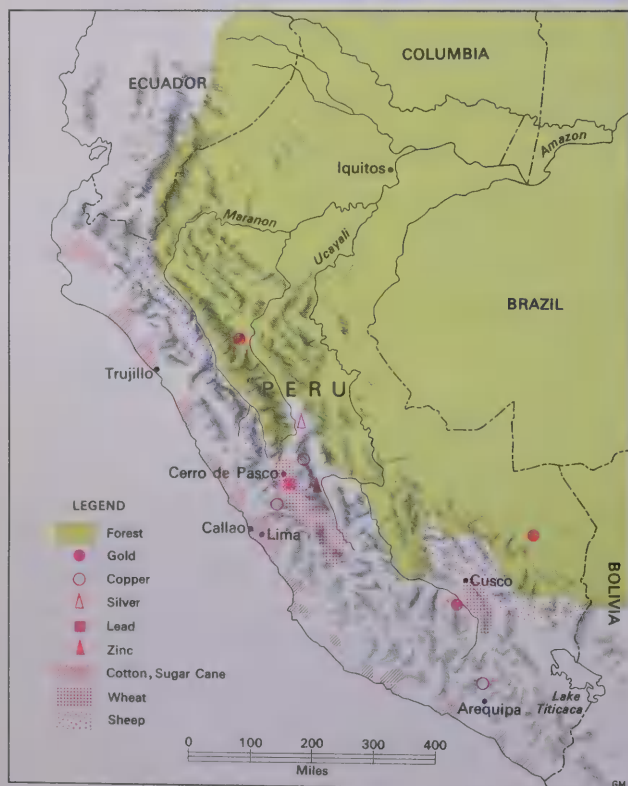 ECUADOR
COLUMBIA
Amazon
Iquitos
Maranon
Ucayali
BRAZIL
Trujillo
PERU
Cerro de Pasco
LEGEND
Forest
Gold
Copper
Silver
Lead
Zinc
Cotton, Sugar Cane
Wheat
Sheep
Callao
Lima
Cusco
BOLIVIA
Lake
Titicaca
Arequipa
0 100 200 300 400
Miles
GM